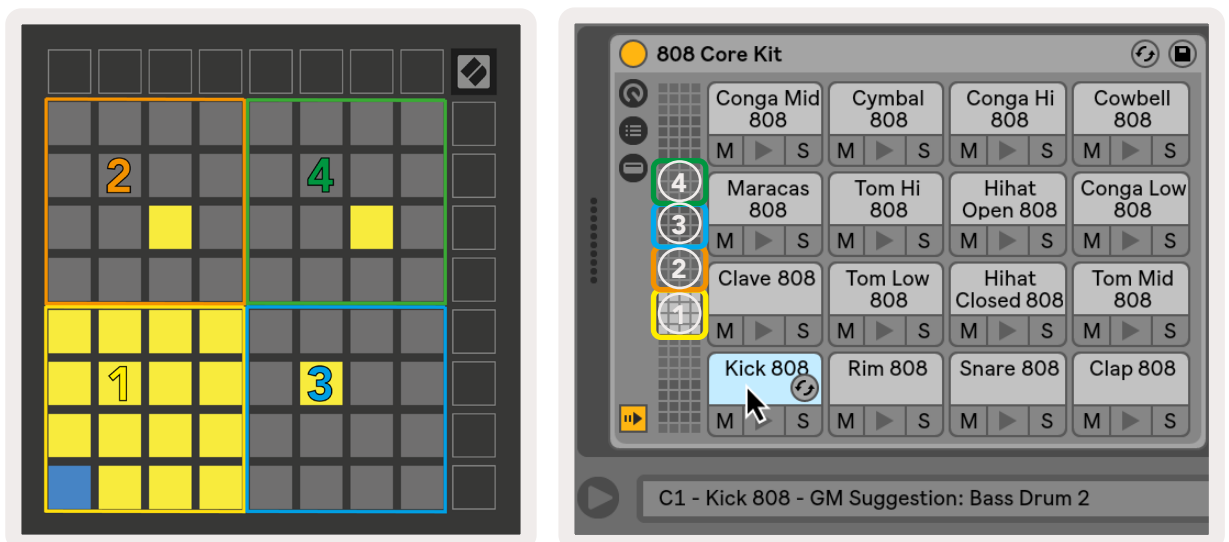 2
4
1
3
808 Core Kit
4
3
2
1
Conga Mid
808
Cymbal
808
Conga Hi
808
Cowbell
808
M S M S M S M S
Maracas
808
Tom Hi
808
Hihat
Open 808
Conga Low
808
M S M S M S M S
Clave 808
Tom Low
808
Hihat
Closed 808
Tom Mid
808
M S M S M S M S
Kick 808
Rim 808
Snare 808
Clap 808
M S M S M S M S
C1 - Kick 808 - GM Suggestion: Bass Drum 2